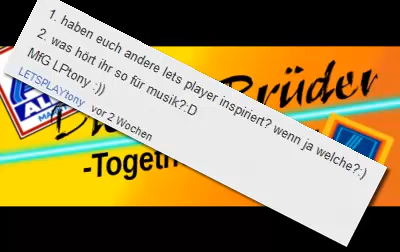 1. haben euch andere lets player inspiriert? wenn ja welche?:)
2. was hört ihr so für musik?:D
MfG LPtony :))
LETSPLAYtony vor 2 Wochen
Brüder